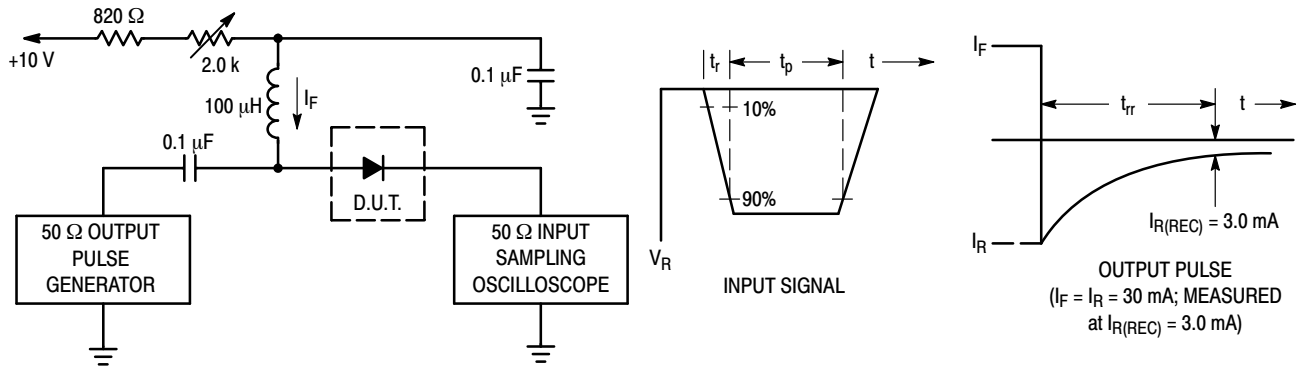 820 Ω
+10 V
2.0 k
100 μH
I_F
0.1 μF
0.1 μF
D.U.T.
50 Ω OUTPUT
PULSE
GENERATOR
50 Ω INPUT
SAMPLING
OSCILLOSCOPE
t_r
t_p
t
10%
90%
V_R
INPUT SIGNAL
I_F
t_rr
t
I_R
I_R(REC) = 3.0 mA
OUTPUT PULSE
(I_F = I_R = 30 mA; MEASURED
at I_R(REC) = 3.0 mA)